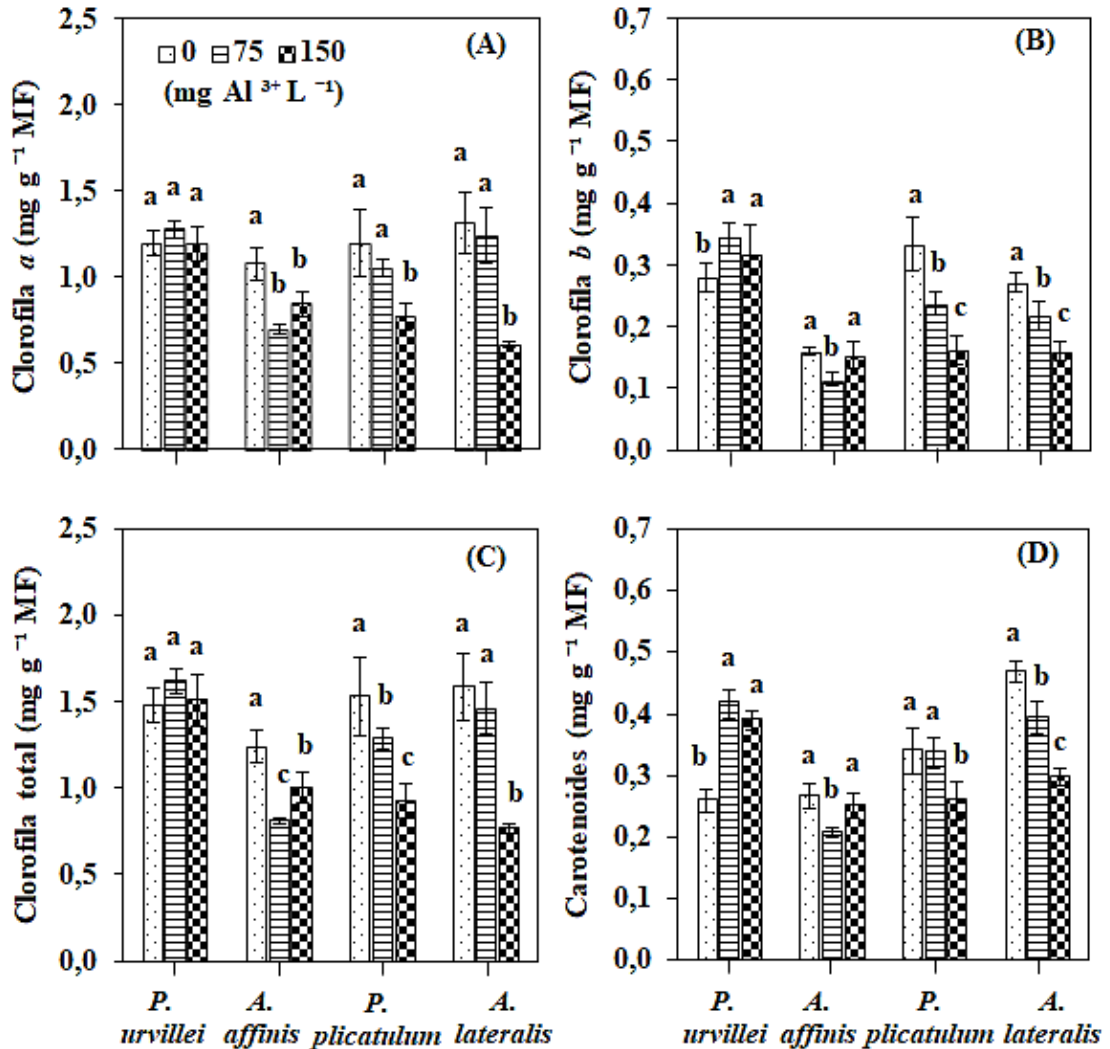 2,5
2,0
1,5
1,0
0,5
0,0
Clorofila a (mg g ⁻¹ MF)
0 75 150
(mg Al ³⁺ L ⁻¹)
(A)
a a a
a b b
a a b
a a b
0,7
0,6
0,5
0,4
0,3
0,2
0,1
0,0
Clorofila b (mg g ⁻¹ MF)
(B)
b a a
a b a
a b c
a b c
2,5
2,0
1,5
1,0
0,5
0,0
Clorofila total (mg g ⁻¹ MF)
(C)
a a a
a c b
a b c
a a b
P. urvillei
A. affinis
P. plicatulum
A. lateralis
0,7
0,6
0,5
0,4
0,3
0,2
0,1
0,0
Carotenoides (mg g ⁻¹ MF)
(D)
b a a
a b a
a a b
a b c
P. urvillei
A. affinis
P. plicatulum
A. lateralis